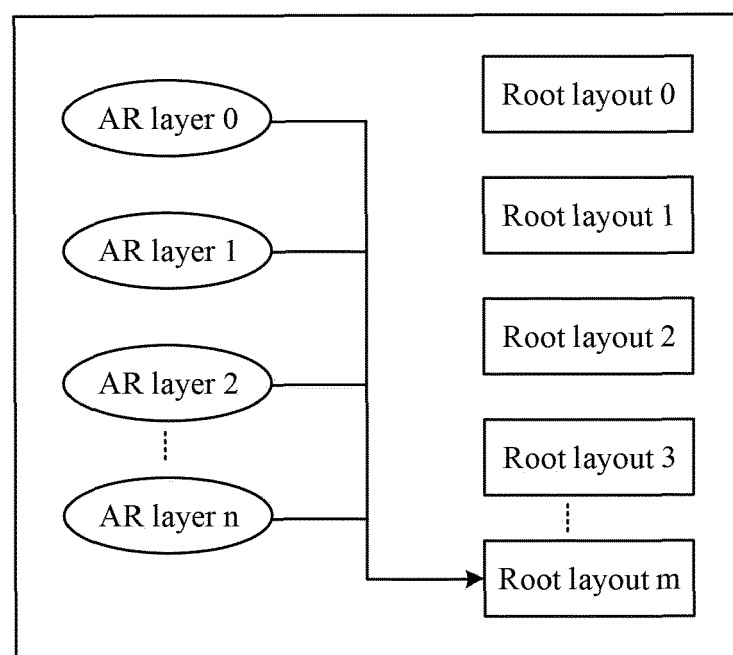 AR layer 0
AR layer 1
AR layer 2
AR layer n
Root layout 0
Root layout 1
Root layout 2
Root layout 3
Root layout m